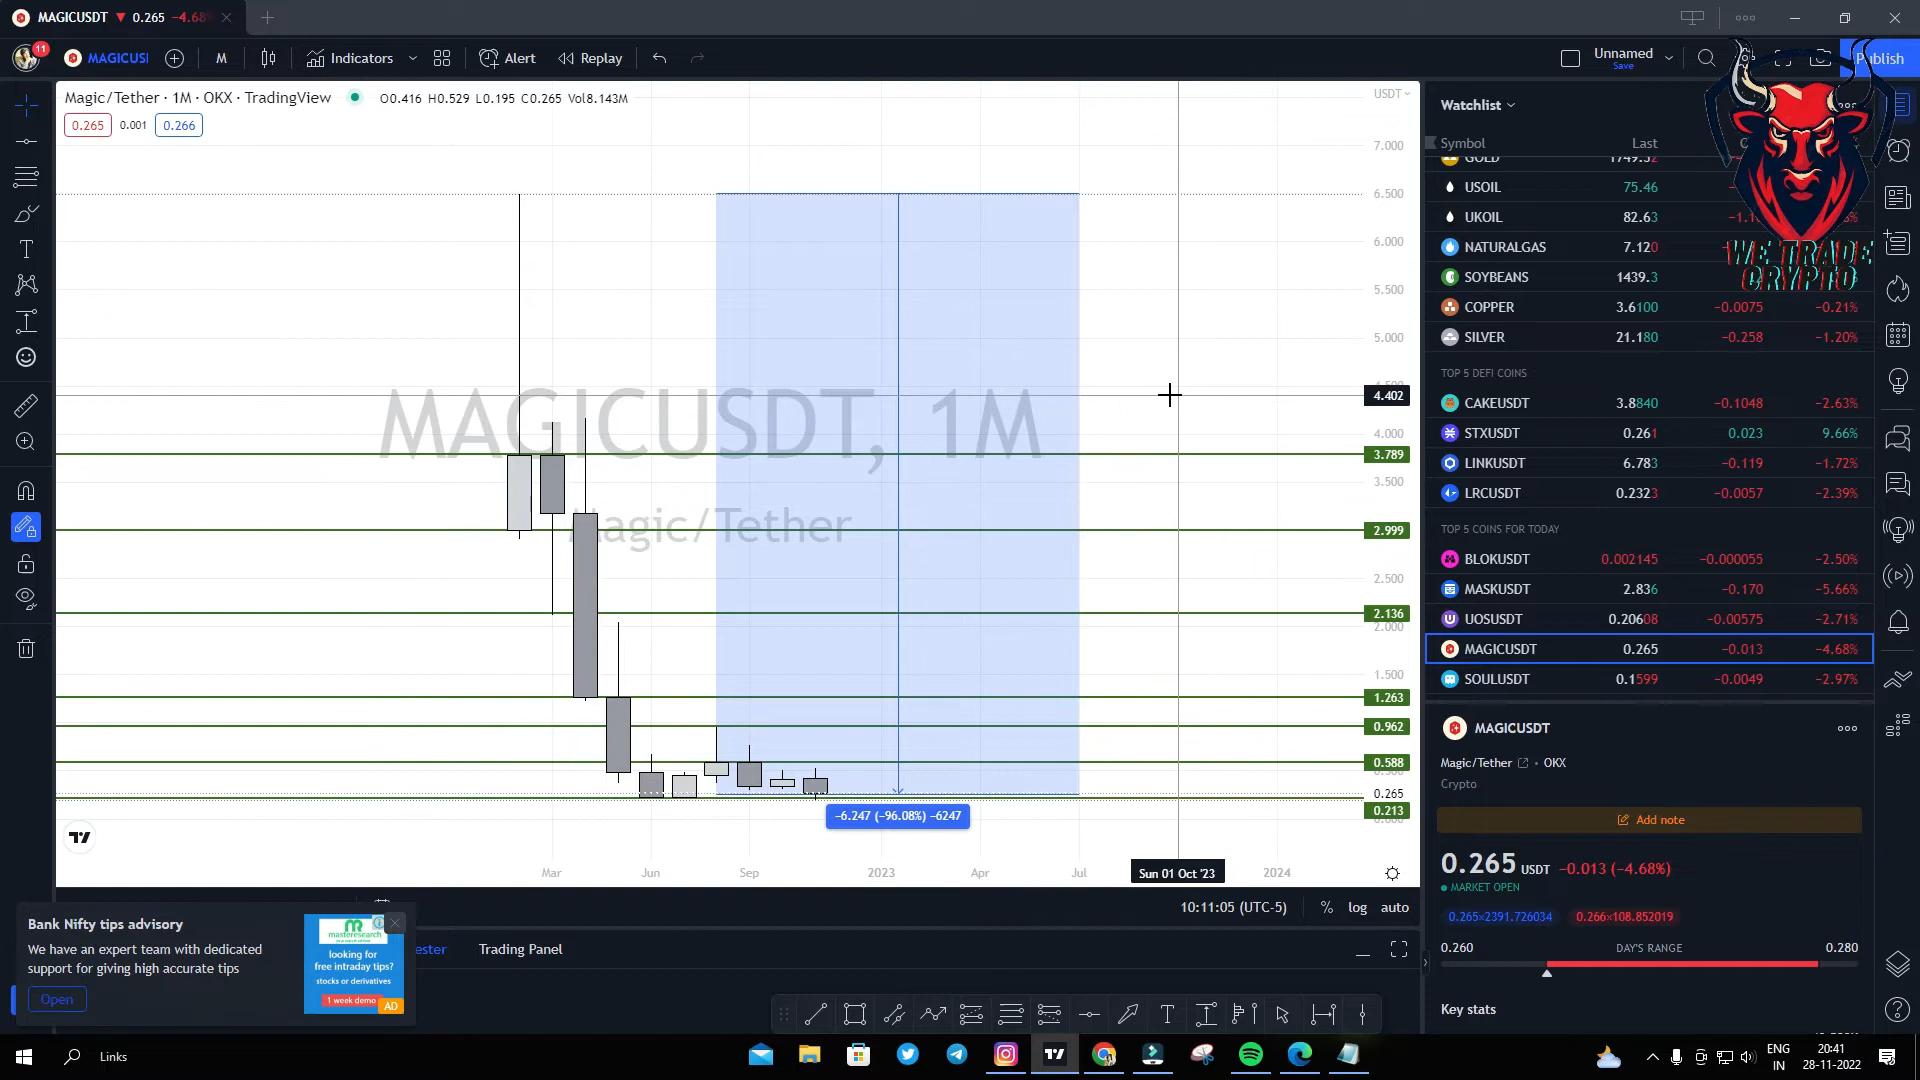 MAGICUSDT ▼ 0.265 −4.68
11
MAGICUSI
M
Indicators
Alert
Replay
Unnamed
Save
Publish
Magic/Tether · 1M · OKX · TradingView
O0.416 H0.529 L0.195 C0.265 Vol8.143M
0.265
0.001
0.266
USDT
7.000
6.500
6.000
5.500
5.000
4.402
4.000
3.789
3.500
2.999
2.500
2.136
2.000
1.500
1.263
0.962
0.588
0.265
0.213
MAGICUSDT, 1M
Magic/Tether
−6.247 (−96.08%) −6247
Mar
Jun
Sep
2023
Apr
Jul
Sun 01 Oct '23
2024
10:11:05 (UTC-5)
%
log
auto
ester
Trading Panel
Bank Nifty tips advisory
We have an expert team with dedicated
support for giving high accurate tips
Open
masteresearch
looking for
free intraday tips?
stocks or derivatives
1 week demo
AD
Watchlist
Symbol
Last
GOLD 1749.32
USOIL 75.46
UKOIL 82.63
NATURALGAS 7.120
SOYBEANS 1439.3
COPPER 3.6100 −0.0075 −0.21%
SILVER 21.180 −0.258 −1.20%
TOP 5 DEFI COINS
CAKEUSDT 3.8840 −0.1048 −2.63%
STXUSDT 0.261 0.023 9.66%
LINKUSDT 6.783 −0.119 −1.72%
LRCUSDT 0.2323 −0.0057 −2.39%
TOP 5 COINS FOR TODAY
BLOKUSDT 0.002145 −0.000055 −2.50%
MASKUSDT 2.836 −0.170 −5.66%
UOSUSDT 0.20608 −0.00575 −2.71%
MAGICUSDT 0.265 −0.013 −4.68%
SOULUSDT 0.1599 −0.0049 −2.97%
WE TRADE
CRYPTO
MAGICUSDT
Magic/Tether • OKX
Crypto
Add note
0.265 USDT −0.013 (−4.68%)
MARKET OPEN
0.265×2391.726034
0.266×108.852019
0.260
DAY'S RANGE
0.280
Key stats
Links
ENG
IN
20:41
28-11-2022